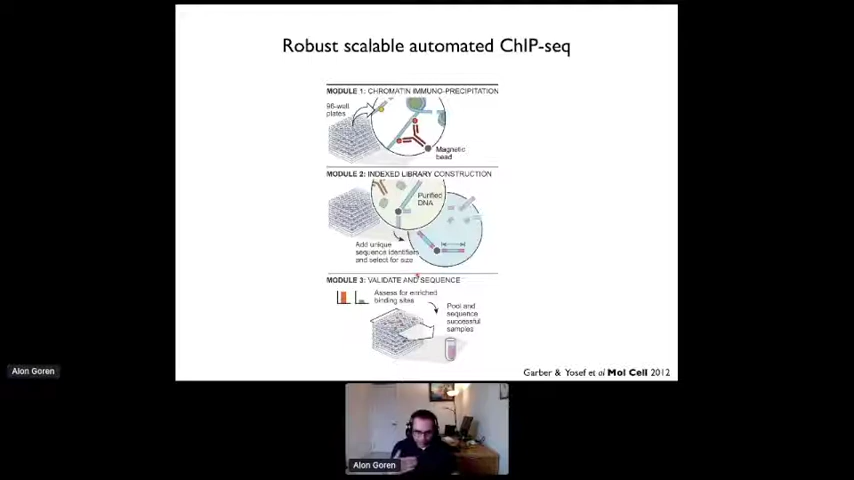 Robust scalable automated ChIP-seq
MODULE 1: CHROMATIN IMMUNO-PRECIPITATION
96-well
plates
Magnetic
bead
MODULE 2: INDEXED LIBRARY CONSTRUCTION
Purified
DNA
Add unique
sequence identifiers
and select for size
MODULE 3: VALIDATE AND SEQUENCE
Assess for enriched
binding sites
Pool and
sequence
successful
samples
Garber & Yosef et al Mol Cell 2012
Alon Goren
Alon Goren